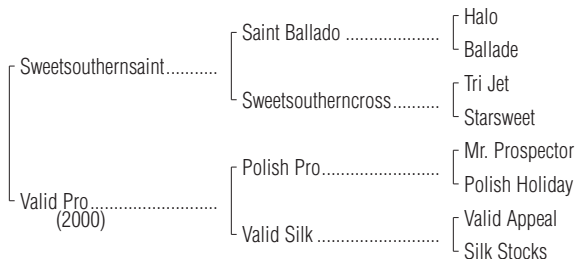 Halo
Saint Ballado ...................
Ballade
Sweetsouthernsaint..........
Tri Jet
Sweetsoutherncross.........
Starsweet
Mr. Prospector
Polish Pro........................
Polish Holiday
Valid Pro..........................
(2000)
Valid Appeal
Valid Silk .........................
Silk Stocks